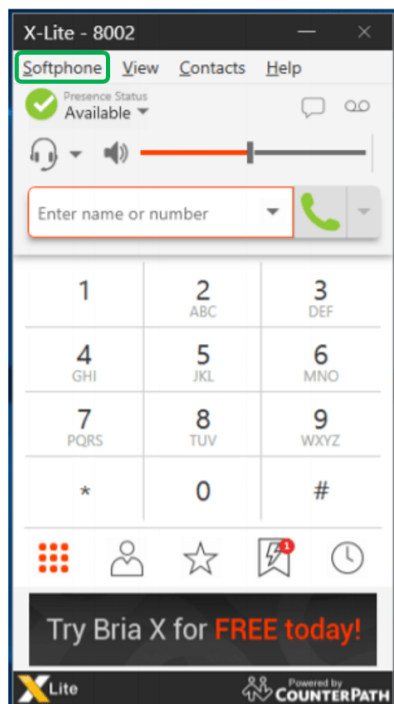 X-Lite - 8002
Softphone View Contacts Help
Presence Status
Available
Enter name or number
1 2 3
ABC DEF
4 5 6
GHI JKL MNO
7 8 9
PQRS TUV WXYZ
* 0 #
1
Try Bria X for FREE today!
X Lite Powered by
COUNTERPATH